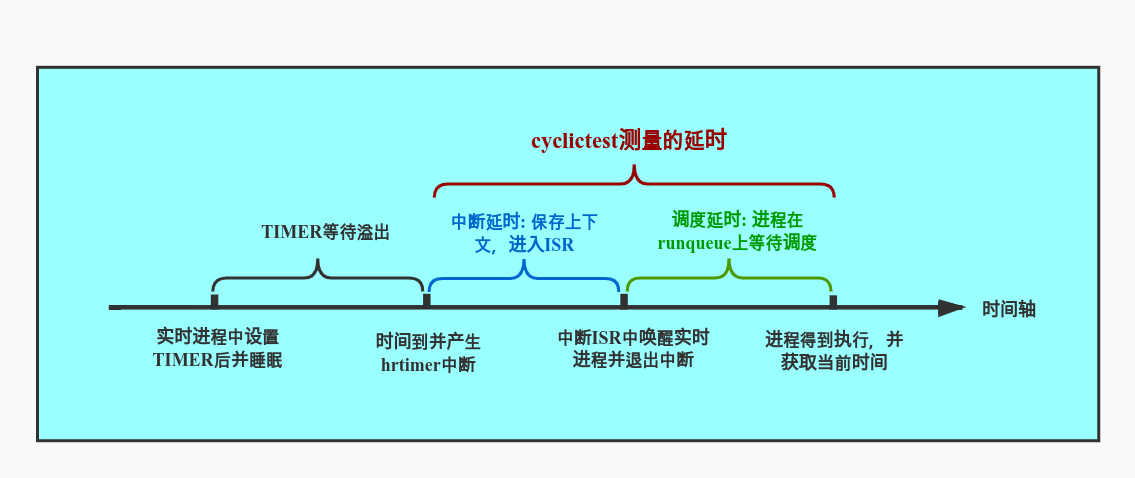 cyclictest测量的延时
TIMER等待溢出
中断延时: 保存上下
文，进入ISR
调度延时: 进程在
runqueue上等待调度
时间轴
实时进程中设置
TIMER后并睡眠
时间到并产生
hrtimer中断
中断ISR中唤醒实时
进程并退出中断
进程得到执行，并
获取当前时间